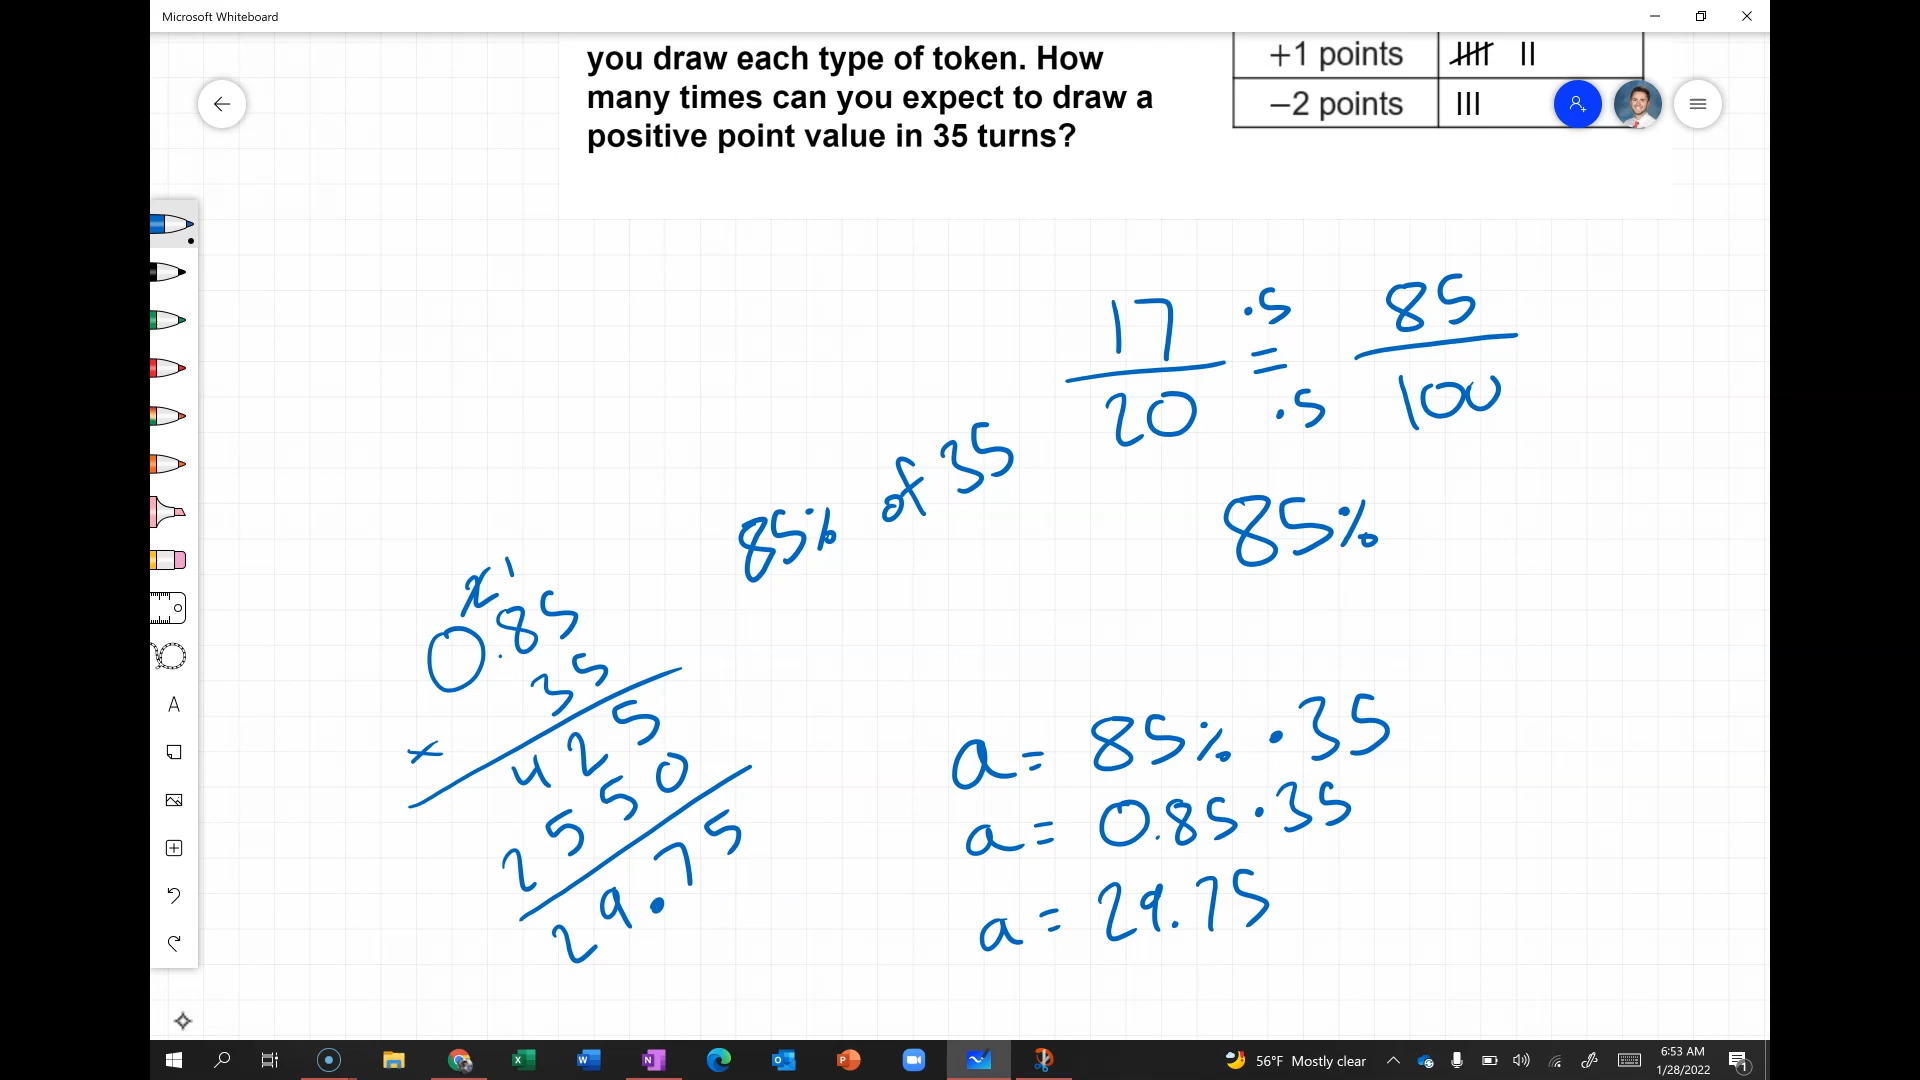 Microsoft Whiteboard
you draw each type of token. How
many times can you expect to draw a
positive point value in 35 turns?
+1 points
−2 points
17/20 ·5 = ·5 85/100
85% of 35
85%
2 1
0.85
× 35
425
2550
29.75
a = 85% · 35
a = 0.85 · 35
a = 29.75
A
56°F Mostly clear
6:53 AM
1/28/2022
1